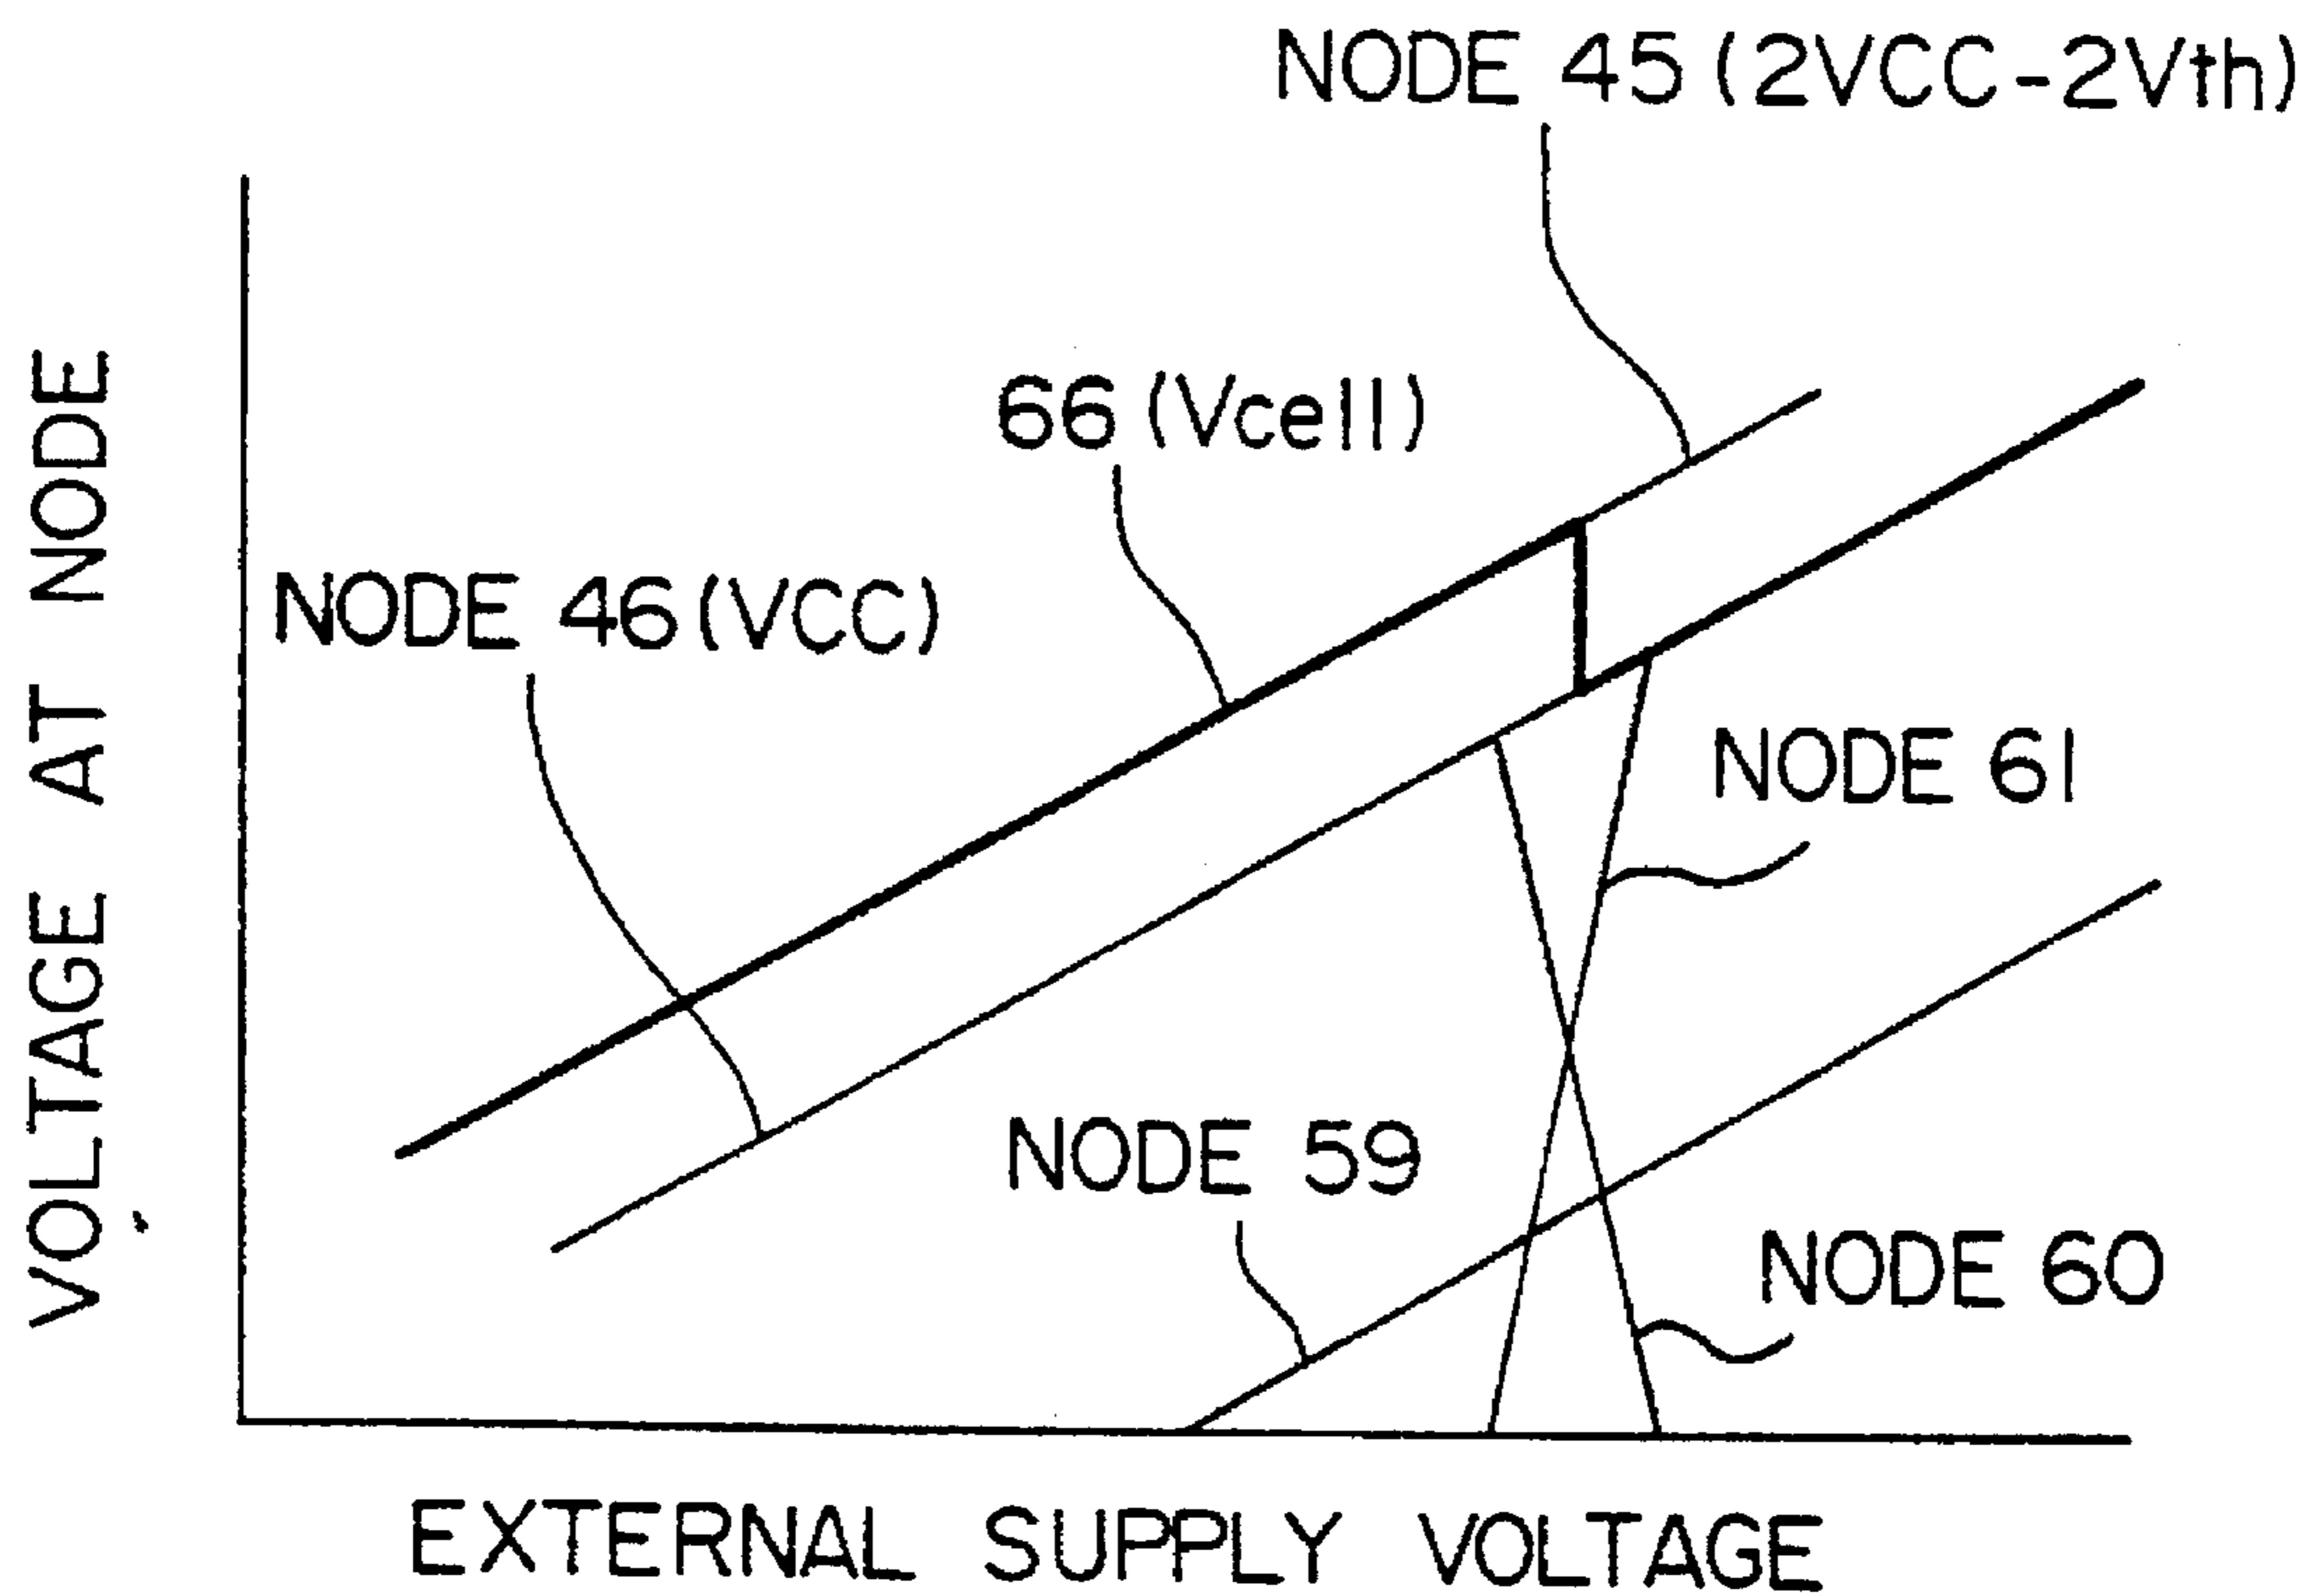 NODE 45 (2VCC-2Vth)
66 (Vcell)
NODE 46 (VCC)
NODE 61
NODE 59
NODE 60
VOLTAGE AT NODE
EXTERNAL SUPPLY VOLTAGE